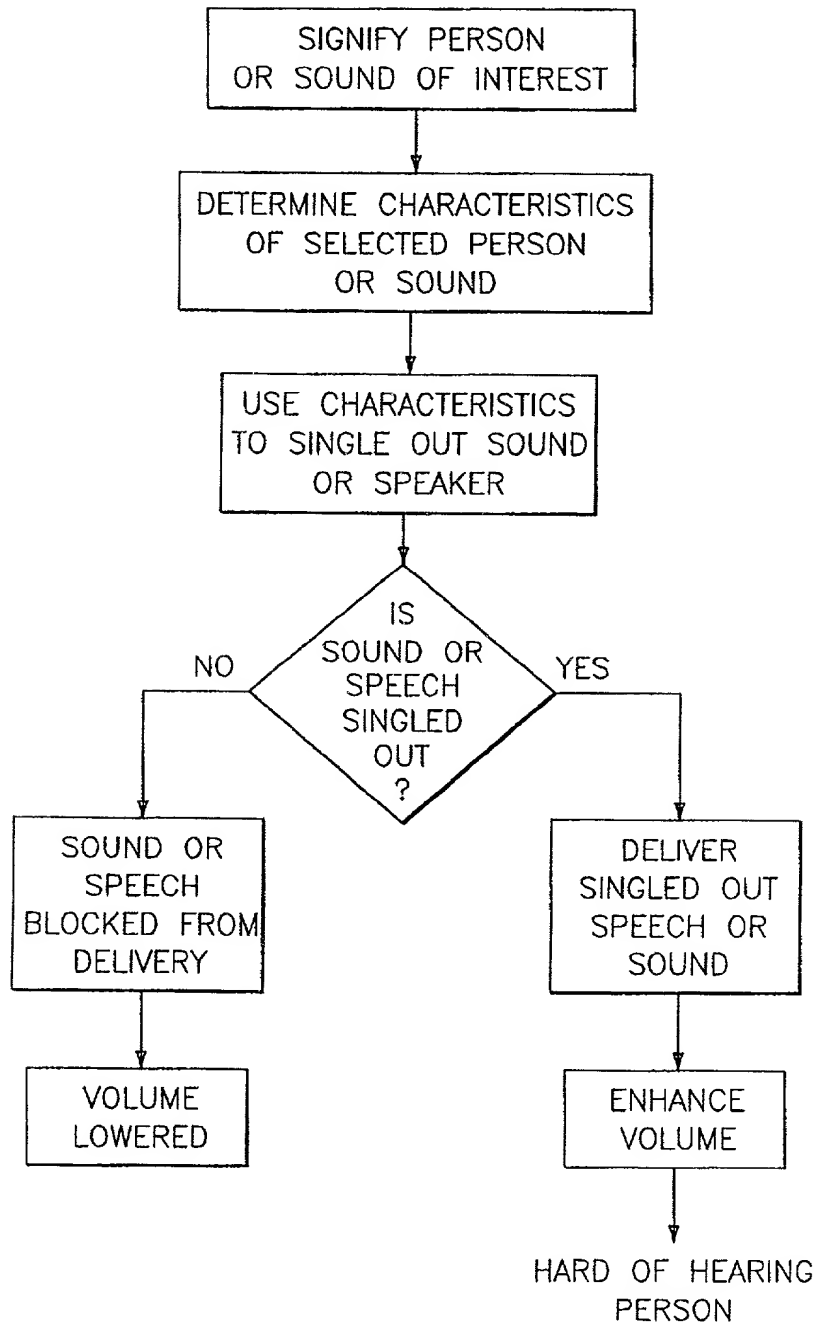 SIGNIFY PERSON
OR SOUND OF INTEREST
DETERMINE CHARACTERISTICS
OF SELECTED PERSON
OR SOUND
USE CHARACTERISTICS
TO SINGLE OUT SOUND
OR SPEAKER
IS
SOUND OR
SPEECH
SINGLED
OUT
?
NO
YES
SOUND OR
SPEECH
BLOCKED FROM
DELIVERY
VOLUME
LOWERED
DELIVER
SINGLED OUT
SPEECH OR
SOUND
ENHANCE
VOLUME
HARD OF HEARING
PERSON